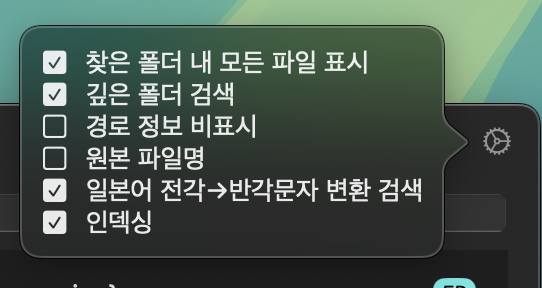 찾은 폴더 내 모든 파일 표시
깊은 폴더 검색
경로 정보 비표시
원본 파일명
일본어 전각→반각문자 변환 검색
인덱싱